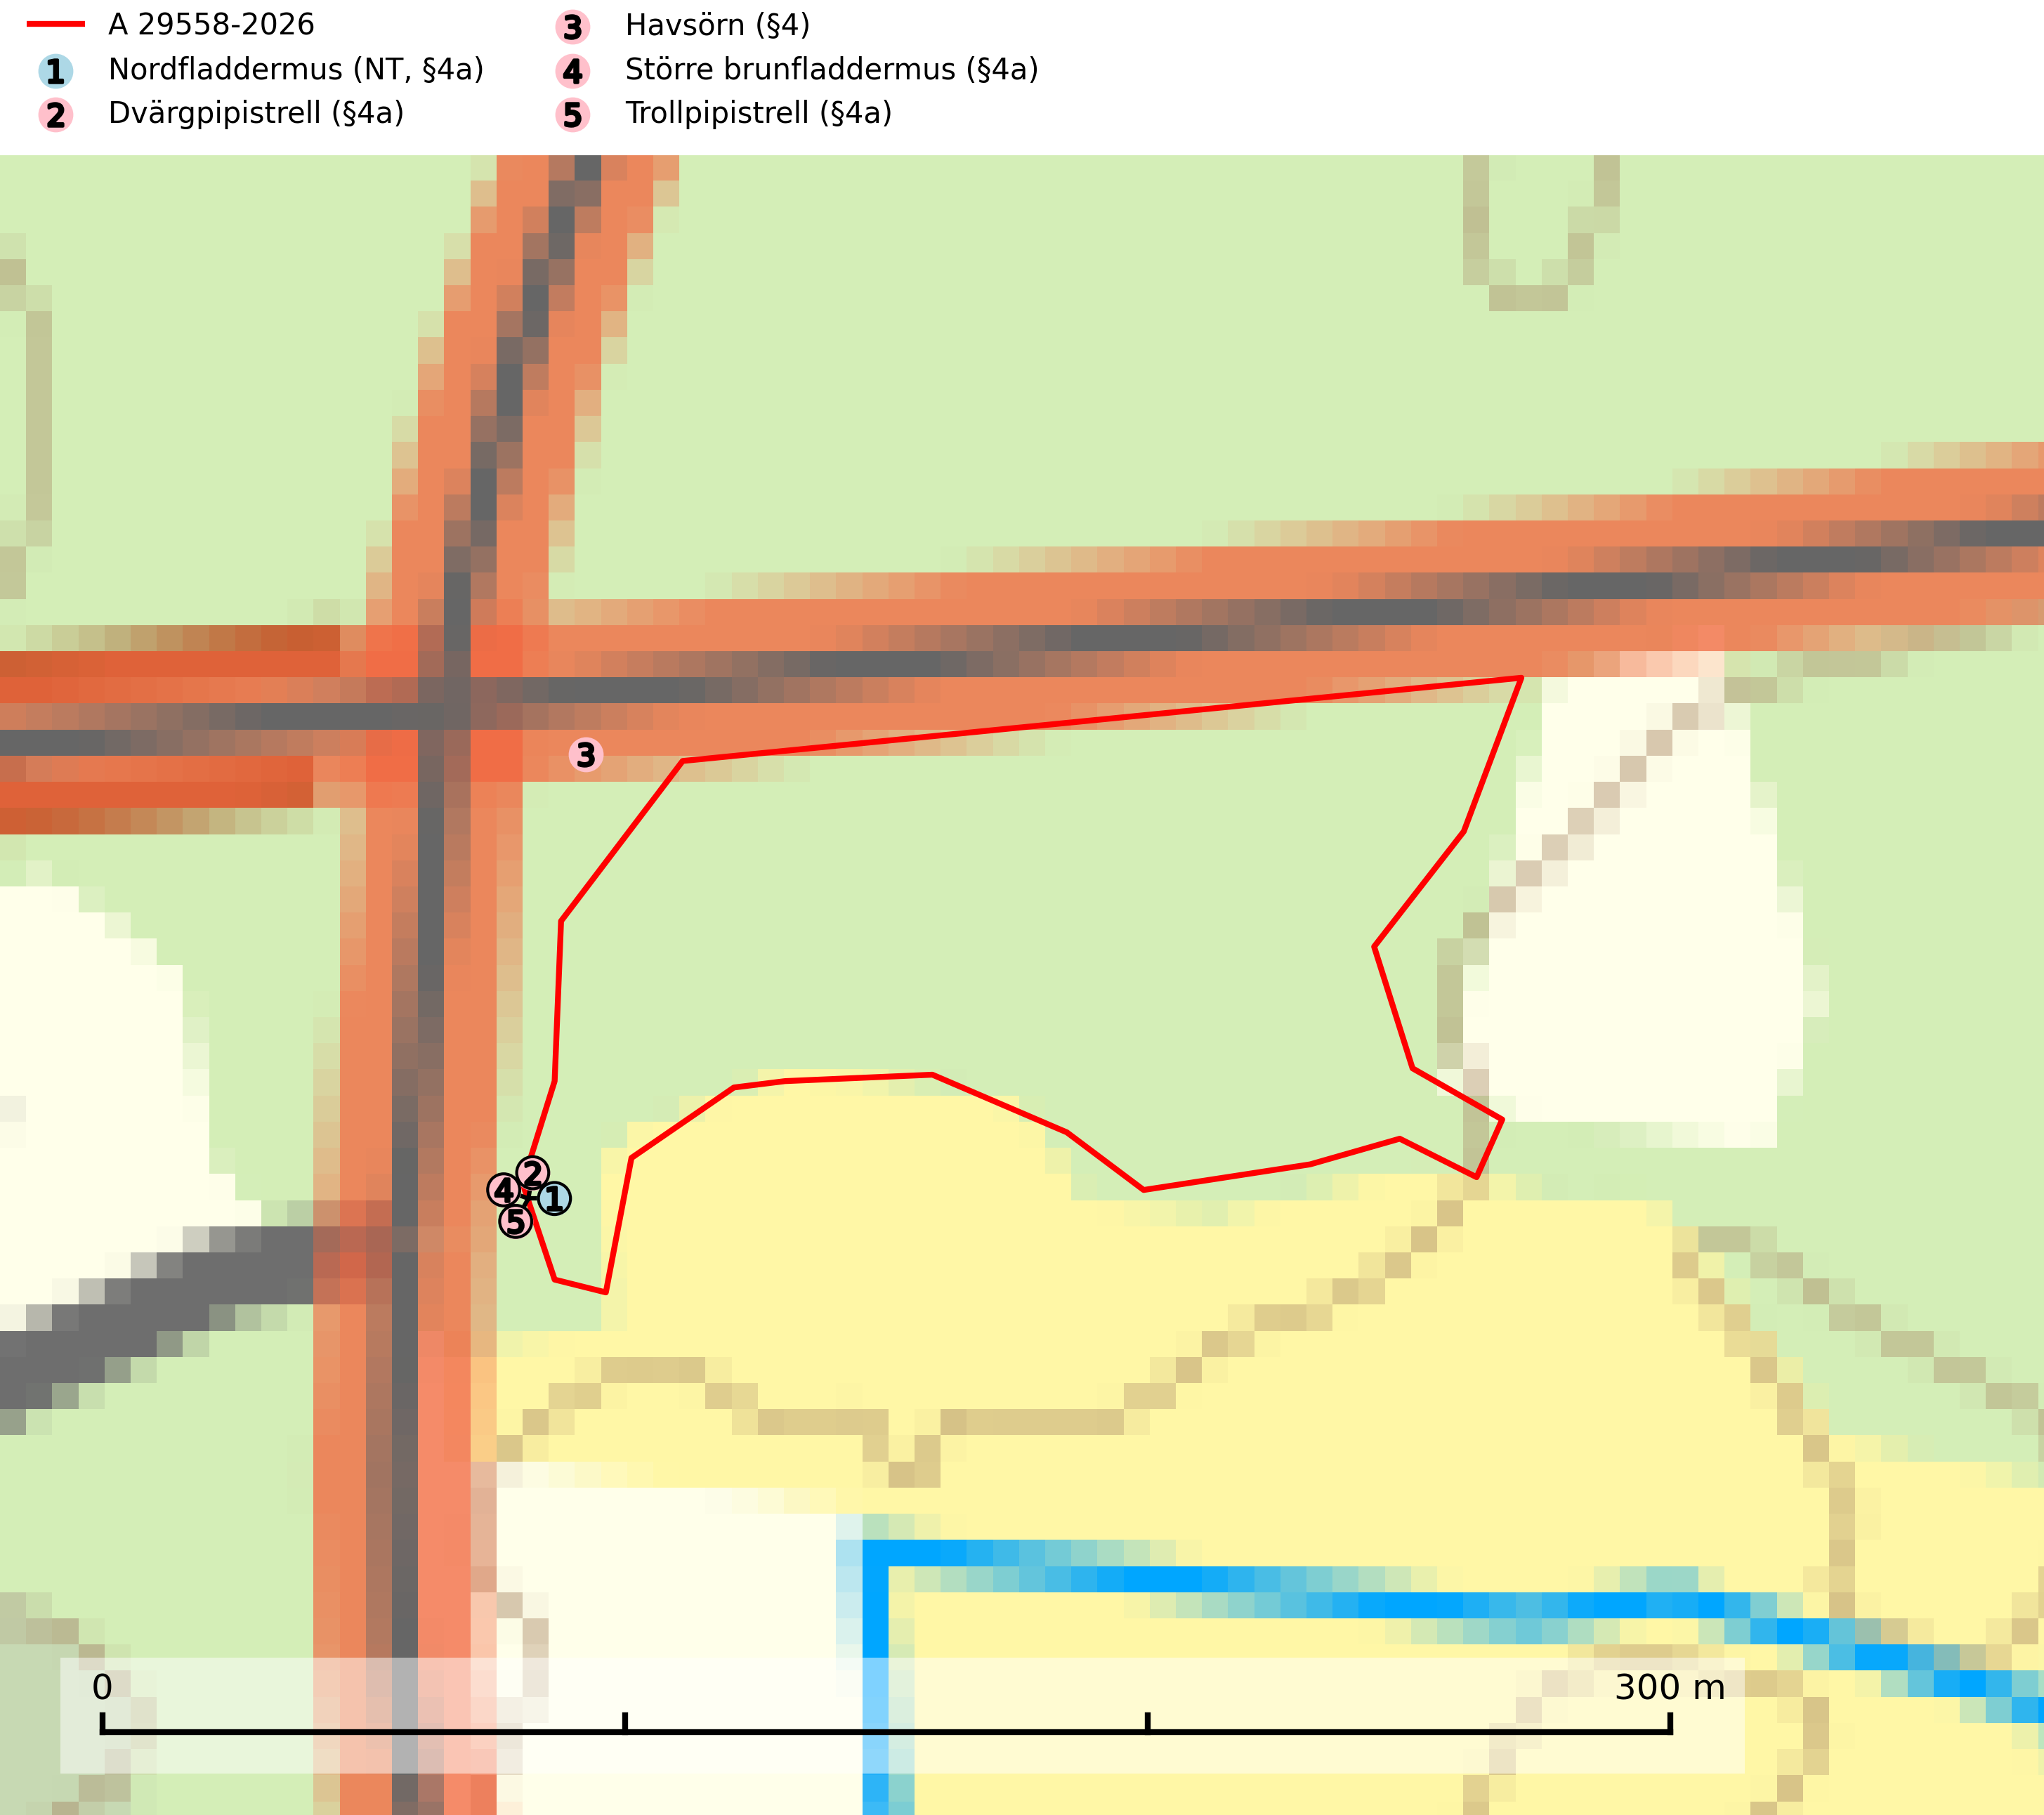 A 29558-2026
1 Nordfladdermus (NT, §4a)
2 Dvärgpipistrell (§4a)
3 Havsörn (§4)
4 Större brunfladdermus (§4a)
5 Trollpipistrell (§4a)
3
2
4
1
5
0
300 m